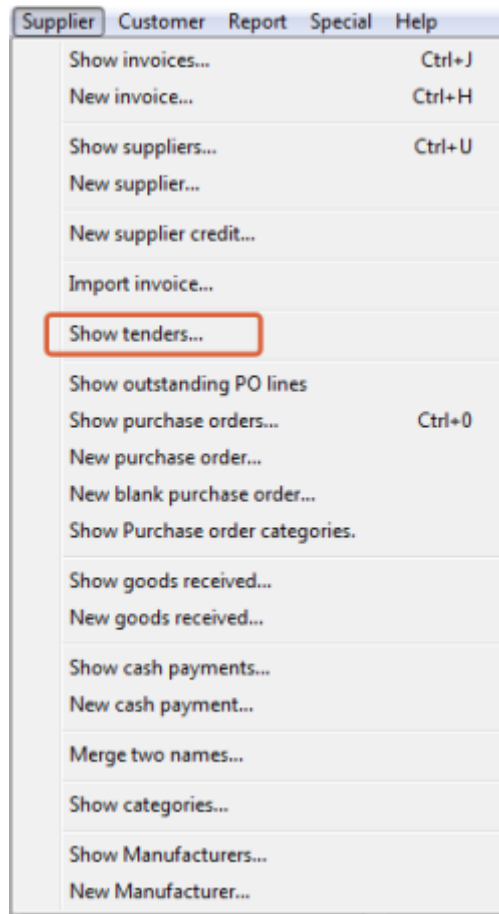 Supplier Customer Report Special Help
Show invoices... Ctrl+J
New invoice... Ctrl+H
Show suppliers... Ctrl+U
New supplier...
New supplier credit...
Import invoice...
Show tenders...
Show outstanding PO lines
Show purchase orders... Ctrl+0
New purchase order...
New blank purchase order...
Show Purchase order categories.
Show goods received...
New goods received...
Show cash payments...
New cash payment...
Merge two names...
Show categories...
Show Manufacturers...
New Manufacturer...